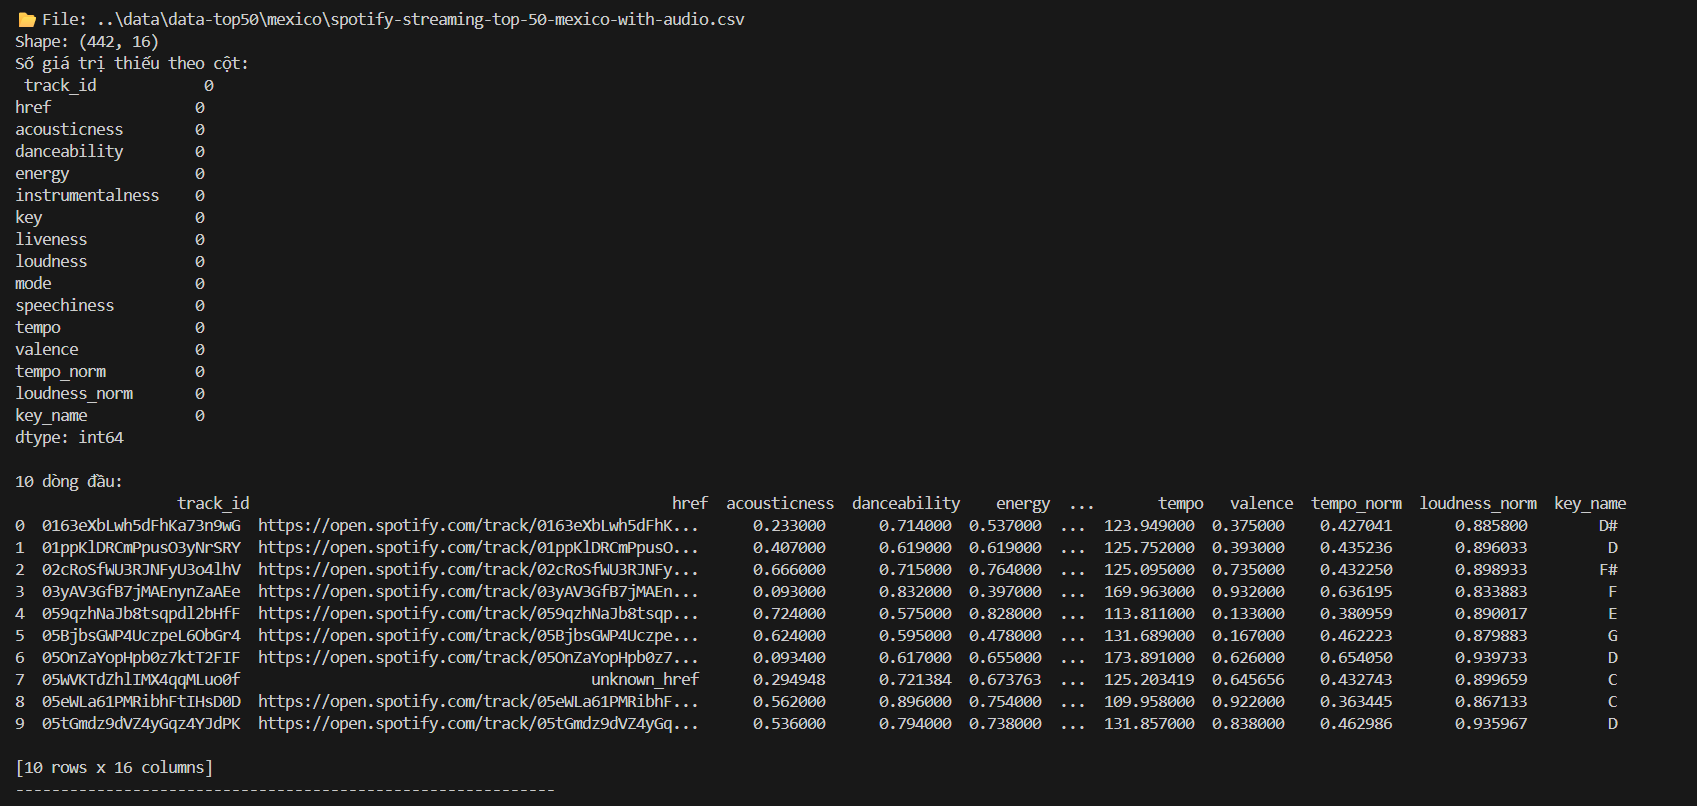 File: ..\data\data-top50\mexico\spotify-streaming-top-50-mexico-with-audio.csv
Shape: (442, 16)
Số giá trị thiếu theo cột:
track_id 0
href 0
acousticness 0
danceability 0
energy 0
instrumentalness 0
key 0
liveness 0
loudness 0
mode 0
speechiness 0
tempo 0
valence 0
tempo_norm 0
loudness_norm 0
key_name 0
dtype: int64
10 dòng đầu:
track_id href acousticness danceability energy ... tempo valence tempo_norm loudness_norm key_name
0 0163eXbLwh5dFhKa73n9wG https://open.spotify.com/track/0163eXbLwh5dFhK... 0.233000 0.714000 0.537000 ... 123.949000 0.375000 0.427041 0.885800 D#
1 01ppKlDRCmPpusO3yNrSRY https://open.spotify.com/track/01ppKlDRCmPpusO... 0.407000 0.619000 0.619000 ... 125.752000 0.393000 0.435236 0.896033 D
2 02cRoSfWU3RJNFyU3o4lhV https://open.spotify.com/track/02cRoSfWU3RJNFy... 0.666000 0.715000 0.764000 ... 125.095000 0.735000 0.432250 0.898933 F#
3 03yAV3GfB7jMAEnynZaAEe https://open.spotify.com/track/03yAV3GfB7jMAEn... 0.093000 0.832000 0.397000 ... 169.963000 0.932000 0.636195 0.833883 F
4 059qzhNaJb8tsqpdl2bHfF https://open.spotify.com/track/059qzhNaJb8tsqp... 0.724000 0.575000 0.828000 ... 113.811000 0.133000 0.380959 0.890017 E
5 05BjbsGWP4UczpeL6ObGr4 https://open.spotify.com/track/05BjbsGWP4Uczpe... 0.624000 0.595000 0.478000 ... 131.689000 0.167000 0.462223 0.879883 G
6 05OnZaYopHpb0z7ktT2FIF https://open.spotify.com/track/05OnZaYopHpb0z7... 0.093400 0.617000 0.655000 ... 173.891000 0.626000 0.654050 0.939733 D
7 05WVKTdZhlIMX4qqMLuo0f unknown_href 0.294948 0.721384 0.673763 ... 125.203419 0.645656 0.432743 0.899659 C
8 05eWLa61PMRibhFtIHsD0D https://open.spotify.com/track/05eWLa61PMRibhF... 0.562000 0.896000 0.754000 ... 109.958000 0.922000 0.363445 0.867133 C
9 05tGmdz9dVZ4yGqz4YJdPK https://open.spotify.com/track/05tGmdz9dVZ4yGq... 0.536000 0.794000 0.738000 ... 131.857000 0.838000 0.462986 0.935967 D
[10 rows x 16 columns]
------------------------------------------------------------